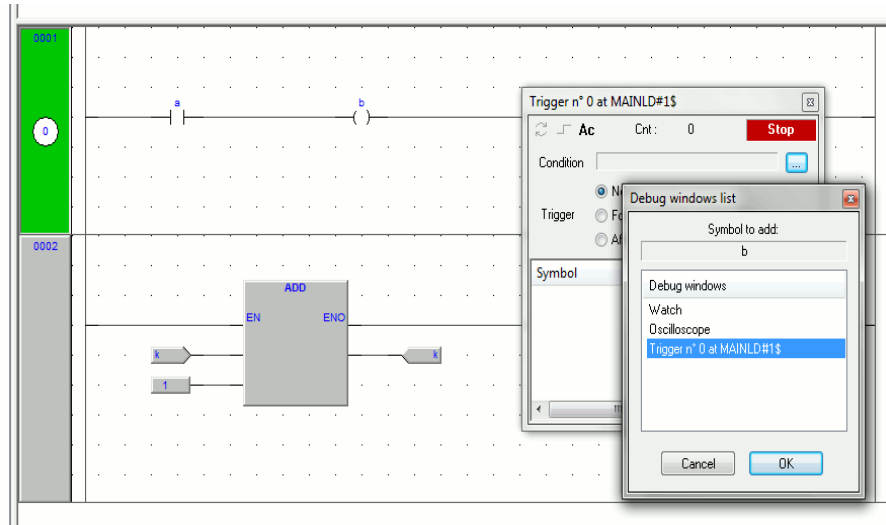 0001
a
b
0
Trigger n° 0 at MAINLD#1$
Ac Cnt: 0 Stop
Condition ...
Trigger
Symbol
Debug windows list
Symbol to add:
b
Debug windows
Watch
Oscilloscope
Trigger n° 0 at MAINLD#1$
Cancel OK
0002
ADD
EN ENO
k k
1